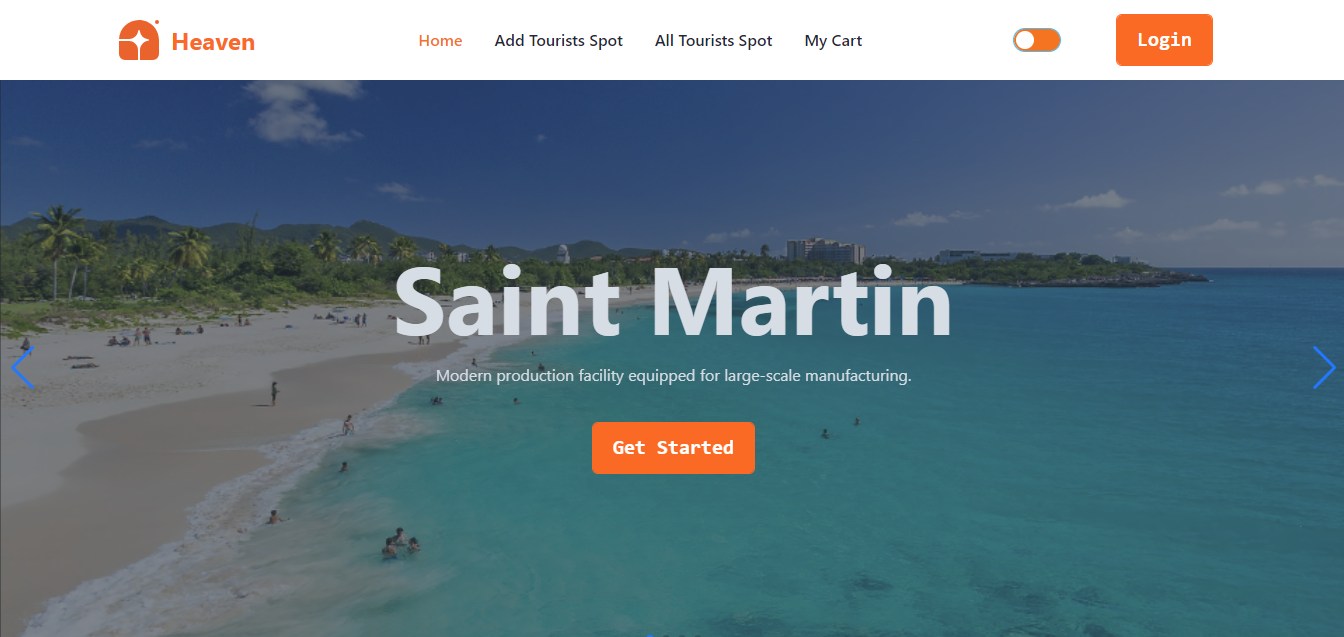 Heaven
Home
Add Tourists Spot
All Tourists Spot
My Cart
Login
Saint Martin
Modern production facility equipped for large-scale manufacturing.
Get Started